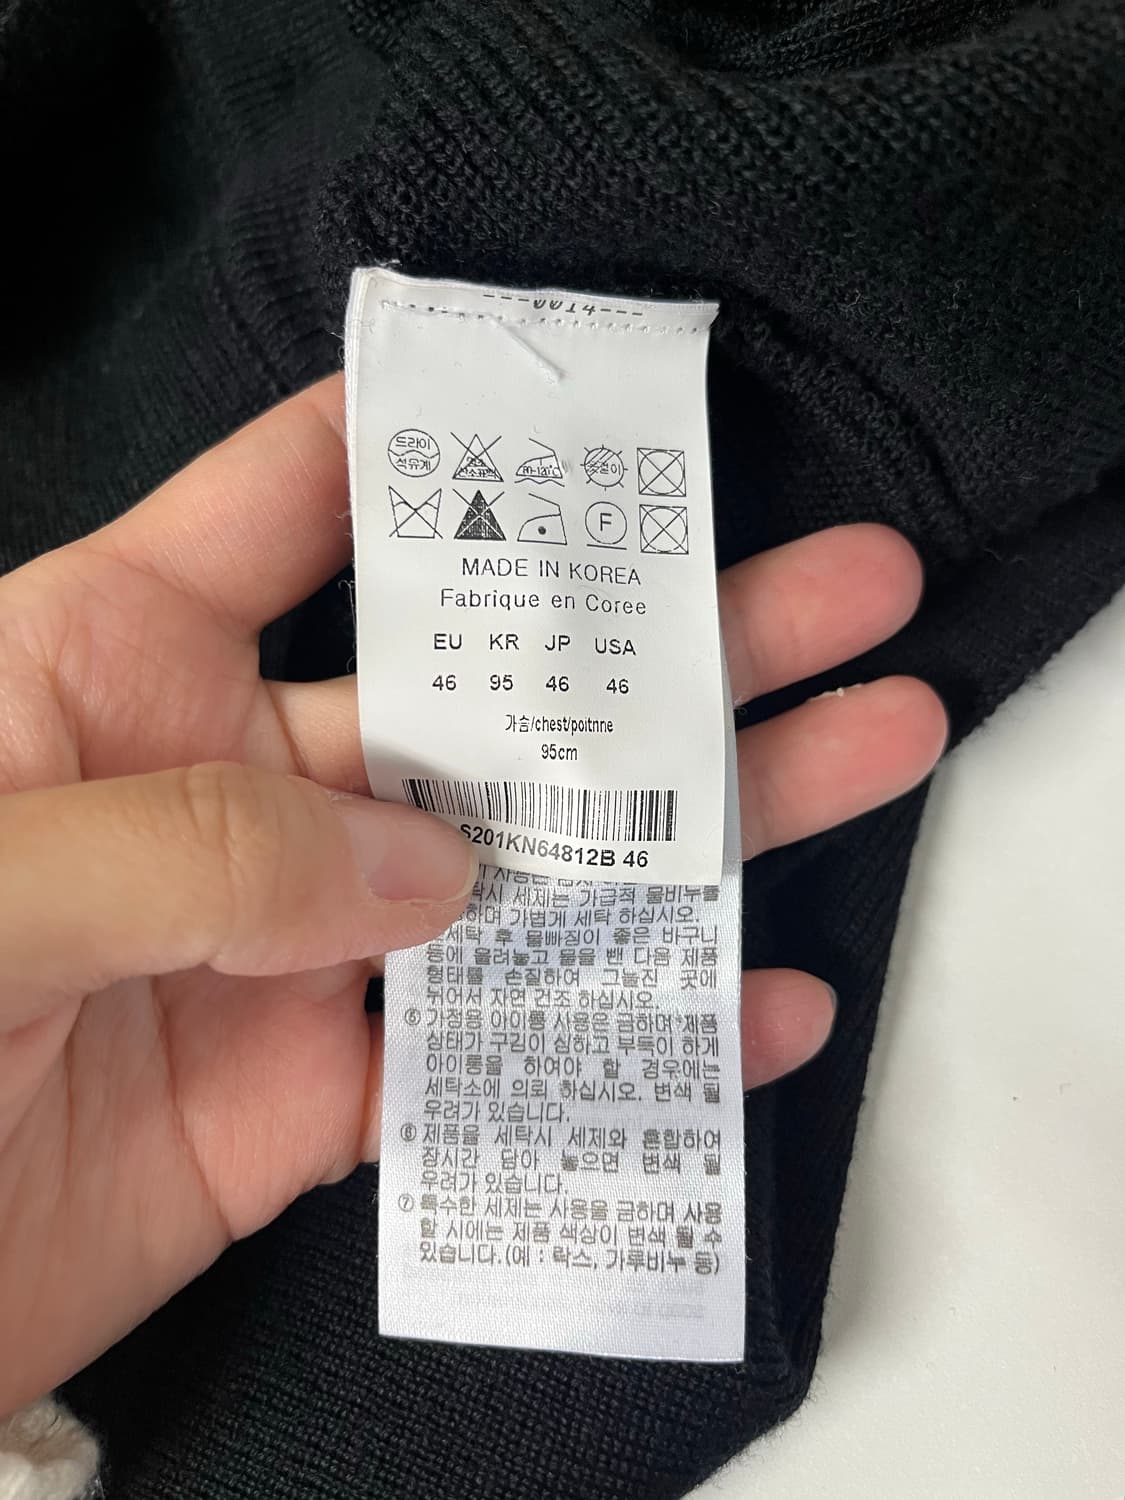 ---0014---
드라이
석유계
염소
산소표백
80-120℃
옷걸이
F
MADE IN KOREA
Fabrique en Coree
EU KR JP USA
46 95 46 46
가슴/chest/poitnne
95cm
S201KN64812B 46
세제는 가급적 물비누를
하며 가볍게 세탁 하십시오.
세탁 후 물빠짐이 좋은 바구니
등에 올려놓고 물을 뺀 다음 제품
형태를 손질하여 그늘진 곳에
뉘어서 자연 건조 하십시오.
⑤ 가정용 아이롱 사용은 금하며 제품
상태가 구김이 심하고 부득이 하게
아이롱을 하여야 할 경우에는
세탁소에 의뢰 하십시오. 변색 될
우려가 있습니다.
⑥ 제품을 세탁시 세제와 혼합하여
장시간 담아 놓으면 변색 될
우려가 있습니다.
⑦ 특수한 세제는 사용을 금하며 사용
할 시에는 제품 색상이 변색 될 수
있습니다.(예 : 락스, 가루비누 등)